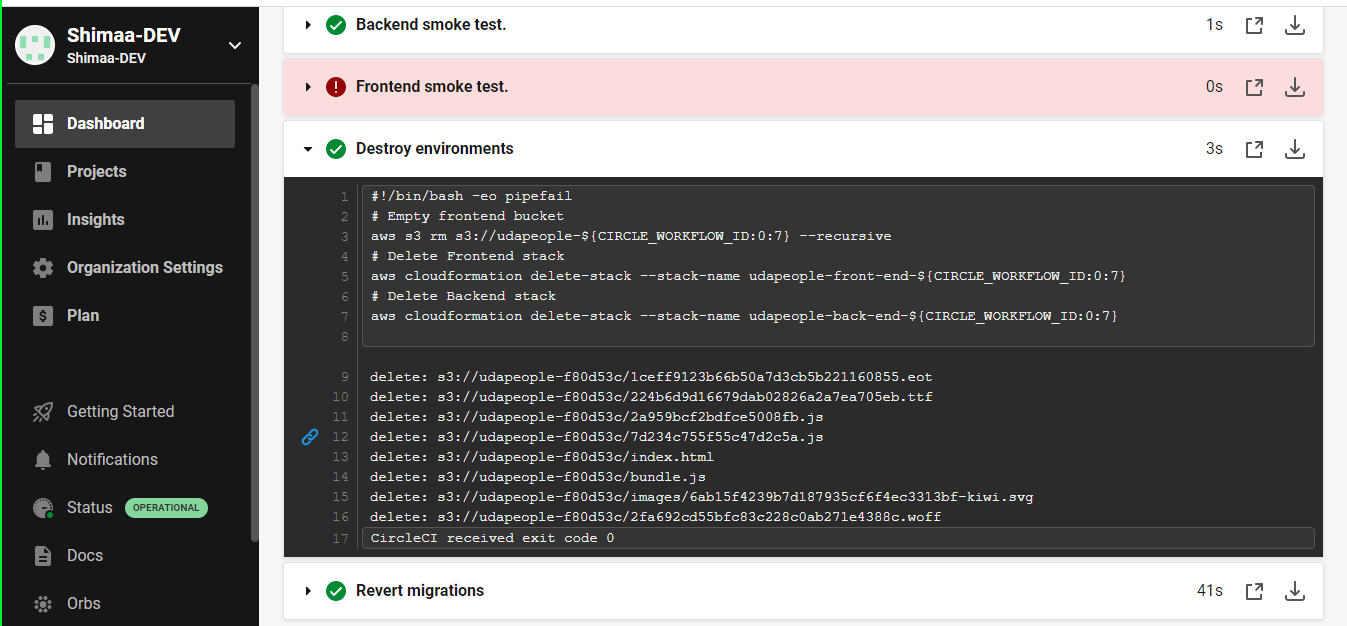 Shimaa-DEV
Shimaa-DEV
Dashboard
Projects
Insights
Organization Settings
Plan
Getting Started
Notifications
Status OPERATIONAL
Docs
Orbs
Backend smoke test. 1s
Frontend smoke test. 0s
Destroy environments 3s
1 #!/bin/bash -eo pipefail
2 # Empty frontend bucket
3 aws s3 rm s3://udapeople-${CIRCLE_WORKFLOW_ID:0:7} --recursive
4 # Delete Frontend stack
5 aws cloudformation delete-stack --stack-name udapeople-front-end-${CIRCLE_WORKFLOW_ID:0:7}
6 # Delete Backend stack
7 aws cloudformation delete-stack --stack-name udapeople-back-end-${CIRCLE_WORKFLOW_ID:0:7}
8
9 delete: s3://udapeople-f80d53c/1ceff9123b66b50a7d3cb5b221160855.eot
10 delete: s3://udapeople-f80d53c/224b6d9d16679dab02826a2a7ea705eb.ttf
11 delete: s3://udapeople-f80d53c/2a959bcf2bdfce5008fb.js
12 delete: s3://udapeople-f80d53c/7d234c755f55c47d2c5a.js
13 delete: s3://udapeople-f80d53c/index.html
14 delete: s3://udapeople-f80d53c/bundle.js
15 delete: s3://udapeople-f80d53c/images/6ab15f4239b7d187935cf6f4ec3313bf-kiwi.svg
16 delete: s3://udapeople-f80d53c/2fa692cd55bfc83c228c0ab271e4388c.woff
17 CircleCI received exit code 0
Revert migrations 41s